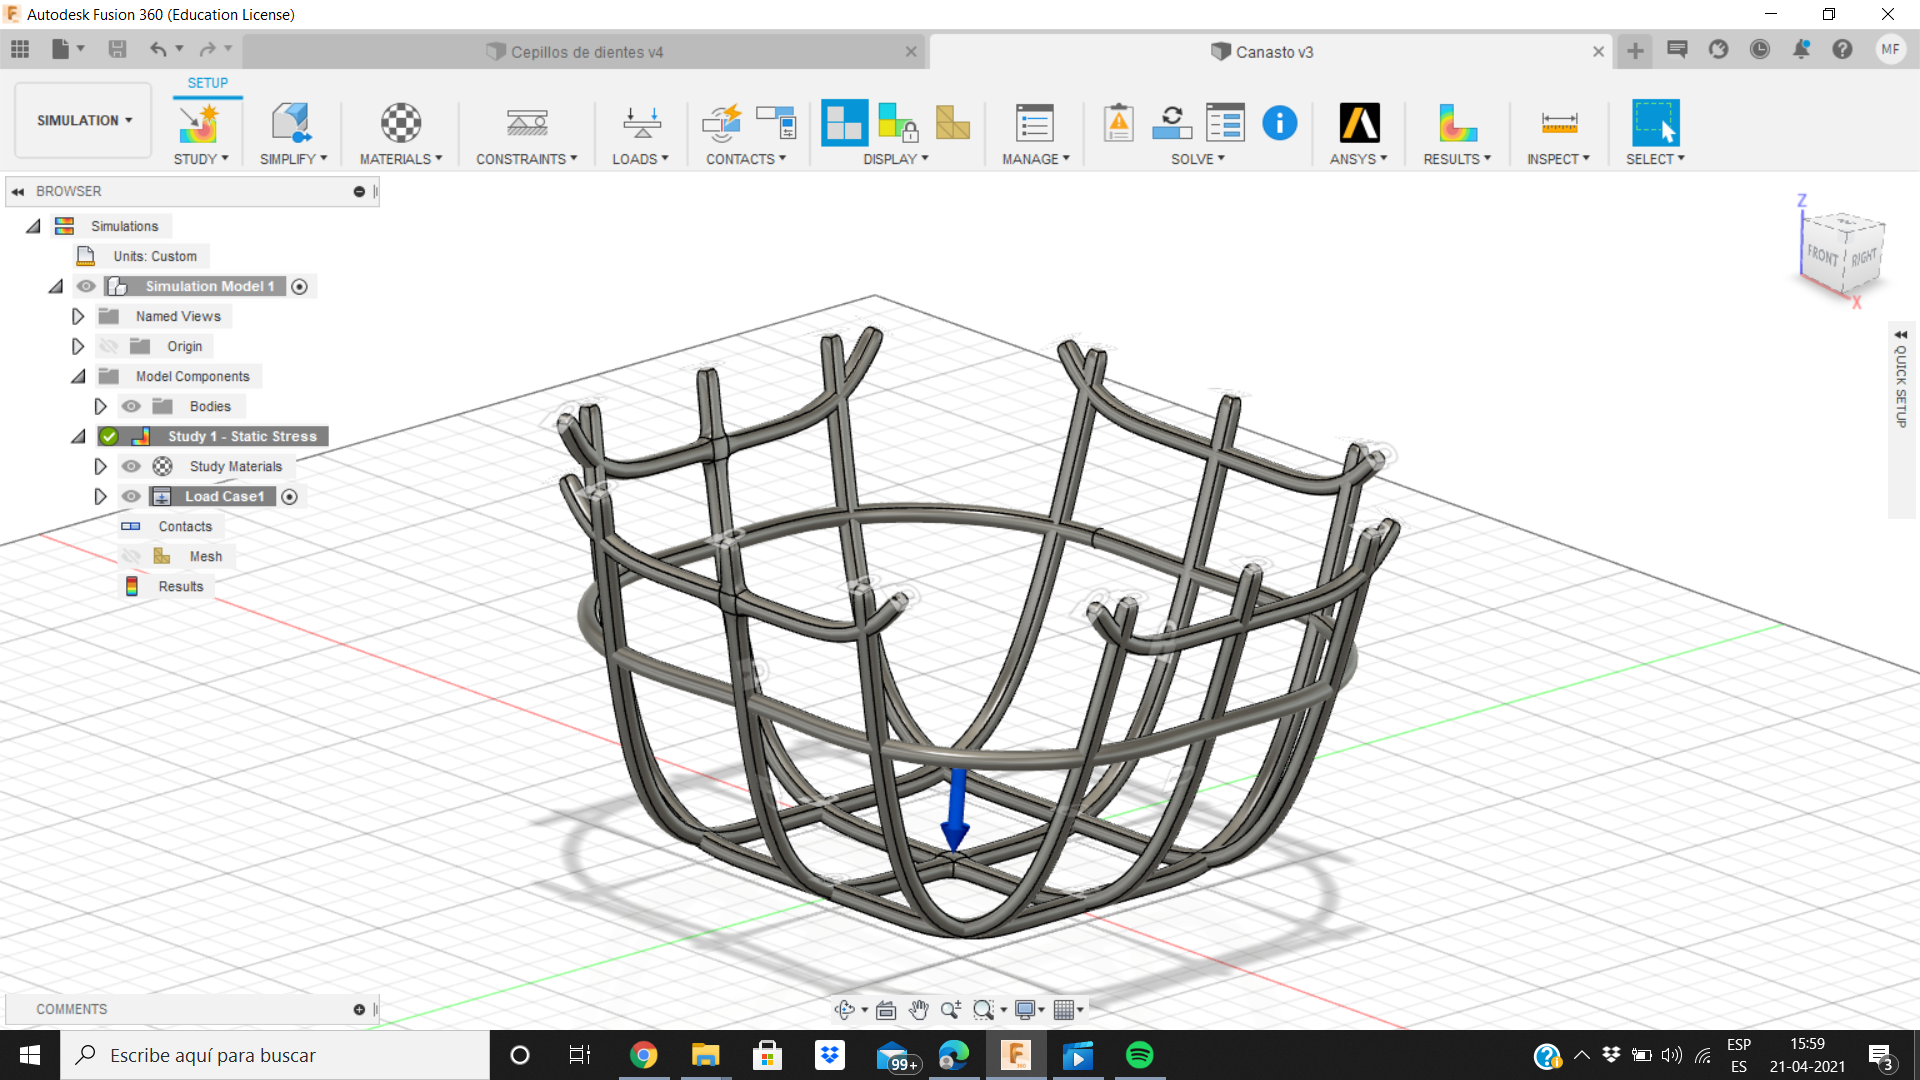 Autodesk Fusion 360 (Education License)
Cepillos de dientes v4
Canasto v3
MF
SETUP
SIMULATION
STUDY
SIMPLIFY
MATERIALS
CONSTRAINTS
LOADS
CONTACTS
DISPLAY
MANAGE
SOLVE
ANSYS
RESULTS
INSPECT
SELECT
BROWSER
Simulations
Units: Custom
Simulation Model 1
Named Views
Origin
Model Components
Bodies
Study 1 - Static Stress
Study Materials
Load Case1
Contacts
Mesh
Results
Z
FRONT
RIGHT
X
QUICK SETUP
COMMENTS
Escribe aquí para buscar
99+
ESP
ES
15:59
21-04-2021
3